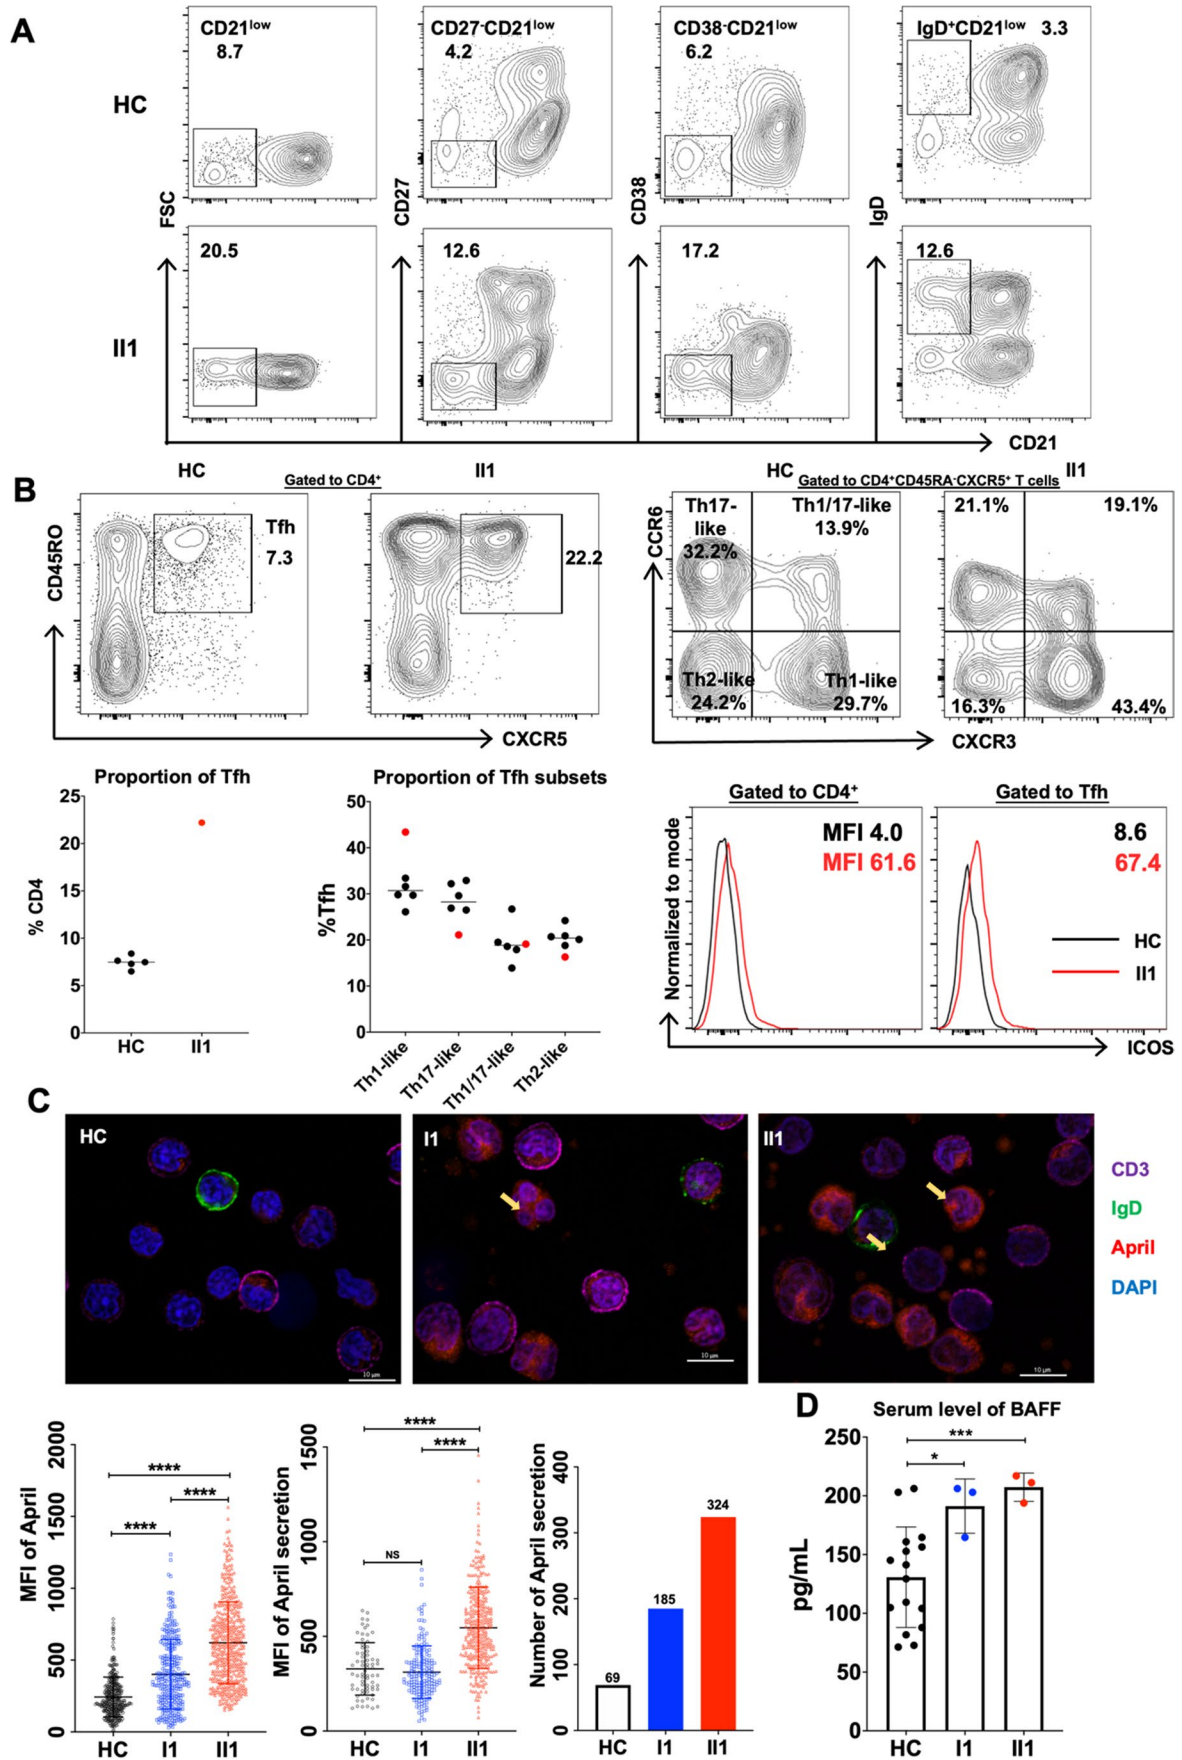 A
HC
CD21low
8.7
CD27-CD21low
4.2
CD38-CD21low
6.2
IgD+CD21low 3.3
FSC
CD27
CD38
IgD
II1
20.5
12.6
17.2
12.6
CD21
B
HC
Gated to CD4+
II1
CD45RO
Tfh
7.3
22.2
CXCR5
HC
Gated to CD4+CD45RA-CXCR5+ T cells
II1
CCR6
Th17-
like
32.2%
Th1/17-like
13.9%
21.1%
19.1%
Th2-like
24.2%
Th1-like
29.7%
16.3%
43.4%
CXCR3
Proportion of Tfh
% CD4
25
20
15
10
5
0
HC
II1
Proportion of Tfh subsets
%Tfh
50
40
30
20
10
0
Th1-like
Th17-like
Th1/17-like
Th2-like
Gated to CD4+
Gated to Tfh
Normalized to mode
MFI 4.0
MFI 61.6
8.6
67.4
HC
II1
ICOS
C
HC
10 µm
I1
10 µm
II1
10 µm
CD3
IgD
April
DAPI
MFI of April
2000
1500
1000
500
0
****
****
****
HC
I1
II1
MFI of April secretion
1500
1000
500
0
****
****
NS
HC
I1
II1
Number of April secretion
400
300
200
100
0
69
185
324
HC
I1
II1
D
Serum level of BAFF
pg/mL
250
200
150
100
50
0
***
*
HC
I1
II1